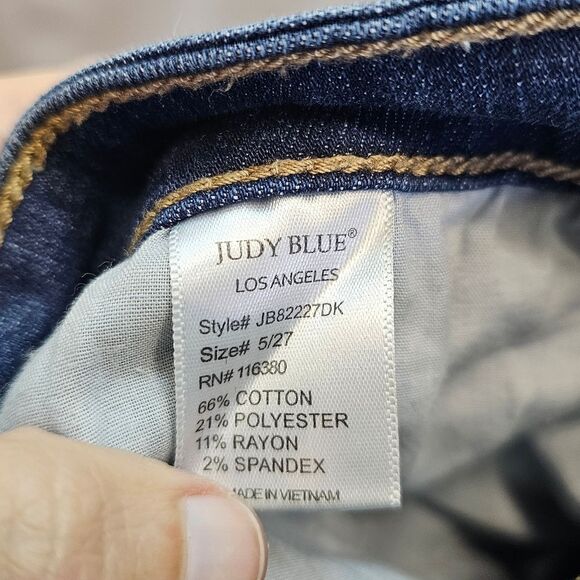 JUDY BLUE®
LOS ANGELES
Style# JB82227DK
Size# 5/27
RN# 116380
66% COTTON
21% POLYESTER
11% RAYON
2% SPANDEX
MADE IN VIETNAM